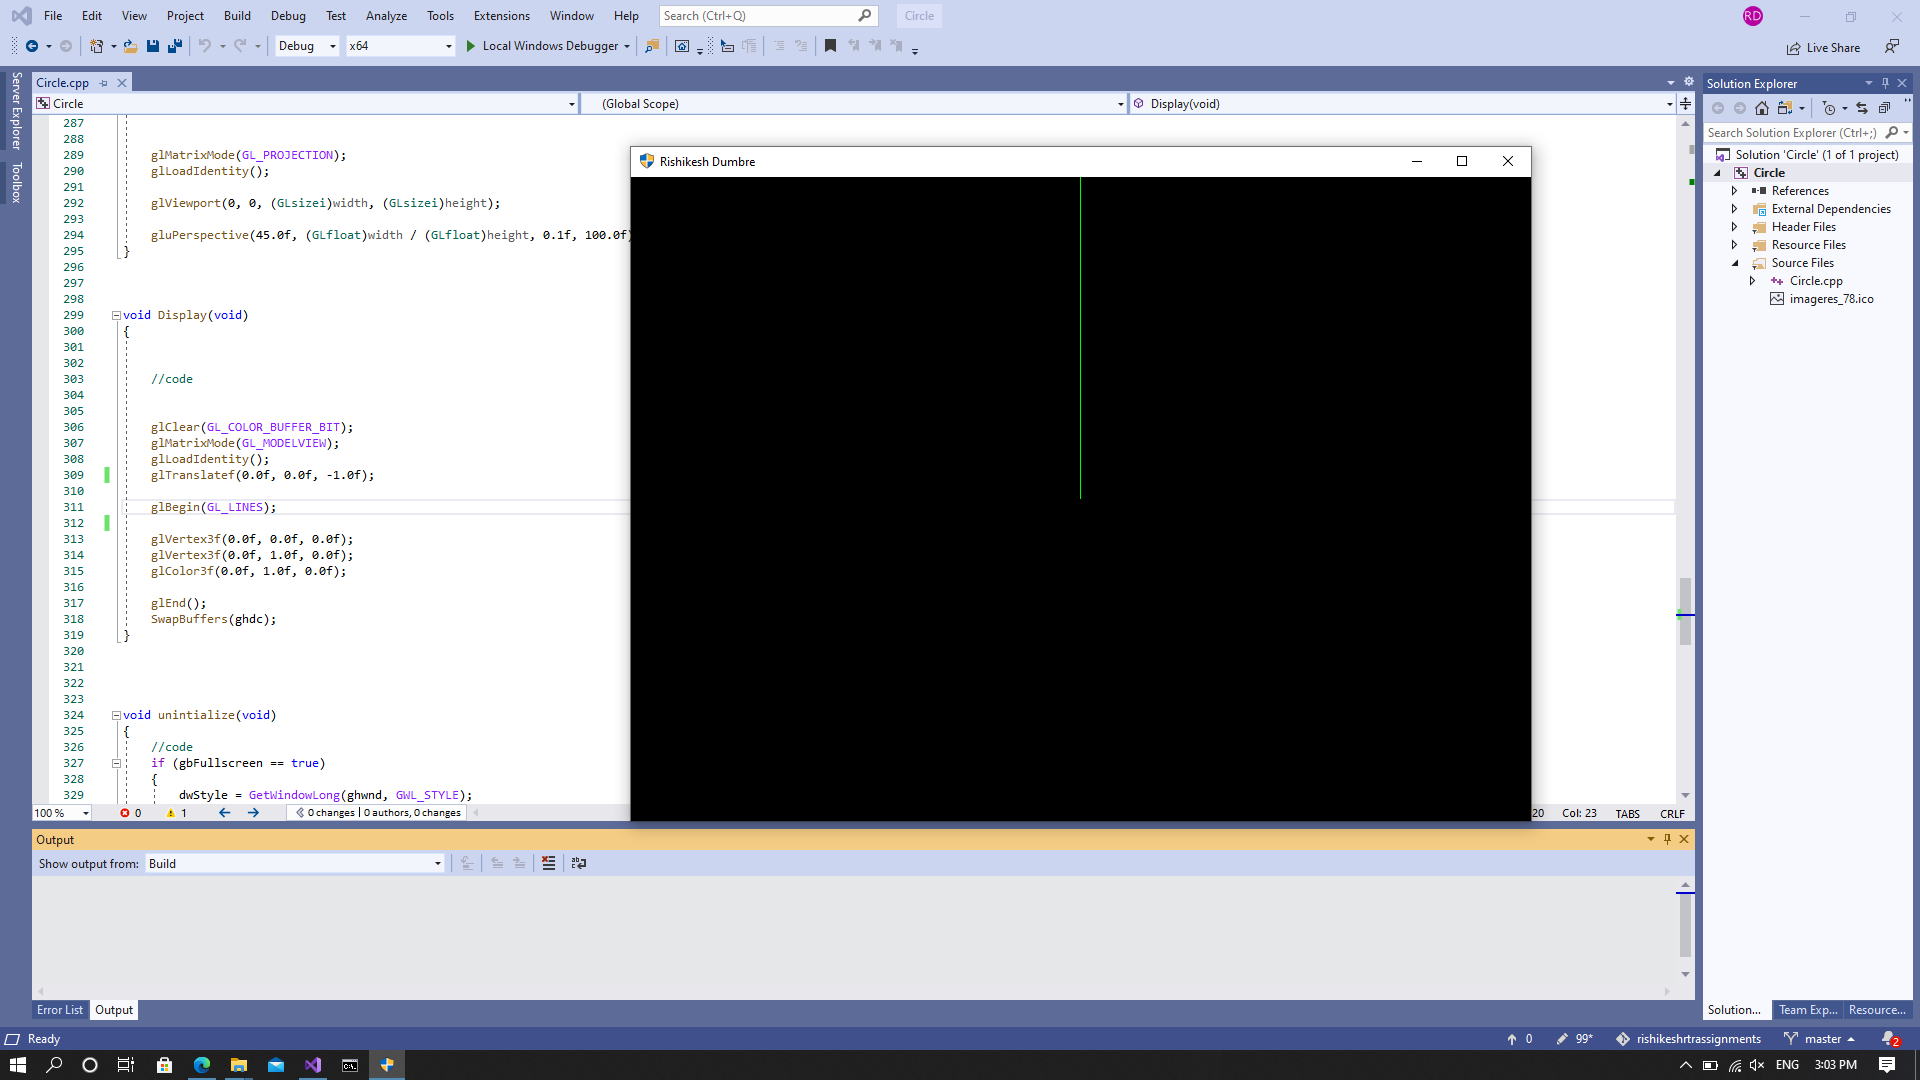 File Edit View Project Build Debug Test Analyze Tools Extensions Window Help Search (Ctrl+Q) Circle RD
Debug x64 Local Windows Debugger Live Share
Server Explorer
Toolbox
Circle.cpp
Circle (Global Scope) Display(void)
287
288
289 glMatrixMode(GL_PROJECTION);
290 glLoadIdentity();
291
292 glViewport(0, 0, (GLsizei)width, (GLsizei)height);
293
294 gluPerspective(45.0f, (GLfloat)width / (GLfloat)height, 0.1f, 100.0f)
295 }
296
297
298
299 void Display(void)
300 {
301
302
303 //code
304
305
306 glClear(GL_COLOR_BUFFER_BIT);
307 glMatrixMode(GL_MODELVIEW);
308 glLoadIdentity();
309 glTranslatef(0.0f, 0.0f, -1.0f);
310
311 glBegin(GL_LINES);
312
313 glVertex3f(0.0f, 0.0f, 0.0f);
314 glVertex3f(0.0f, 1.0f, 0.0f);
315 glColor3f(0.0f, 1.0f, 0.0f);
316
317 glEnd();
318 SwapBuffers(ghdc);
319 }
320
321
322
323
324 void unintialize(void)
325 {
326 //code
327 if (gbFullscreen == true)
328 {
329 dwStyle = GetWindowLong(ghwnd, GWL_STYLE);
100 % 0 1 0 changes | 0 authors, 0 changes 20 Col: 23 TABS CRLF
Rishikesh Dumbre
Output
Show output from: Build
Error List Output
Solution Explorer
Search Solution Explorer (Ctrl+;)
Solution 'Circle' (1 of 1 project)
Circle
References
External Dependencies
Header Files
Resource Files
Source Files
Circle.cpp
imageres_78.ico
Solution... Team Exp... Resource...
Ready 0 99* rishikeshrtrassignments master 2
ENG 3:03 PM